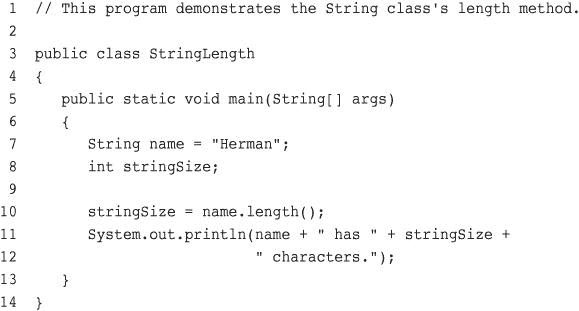 1 // This program demonstrates the String class's length method.
2
3 public class StringLength
4 {
5    public static void main(String[] args)
6    {
7       String name = "Herman";
8       int stringSize;
9
10       stringSize = name.length();
11       System.out.println(name + " has " + stringSize +
12                          " characters.");
13    }
14 }